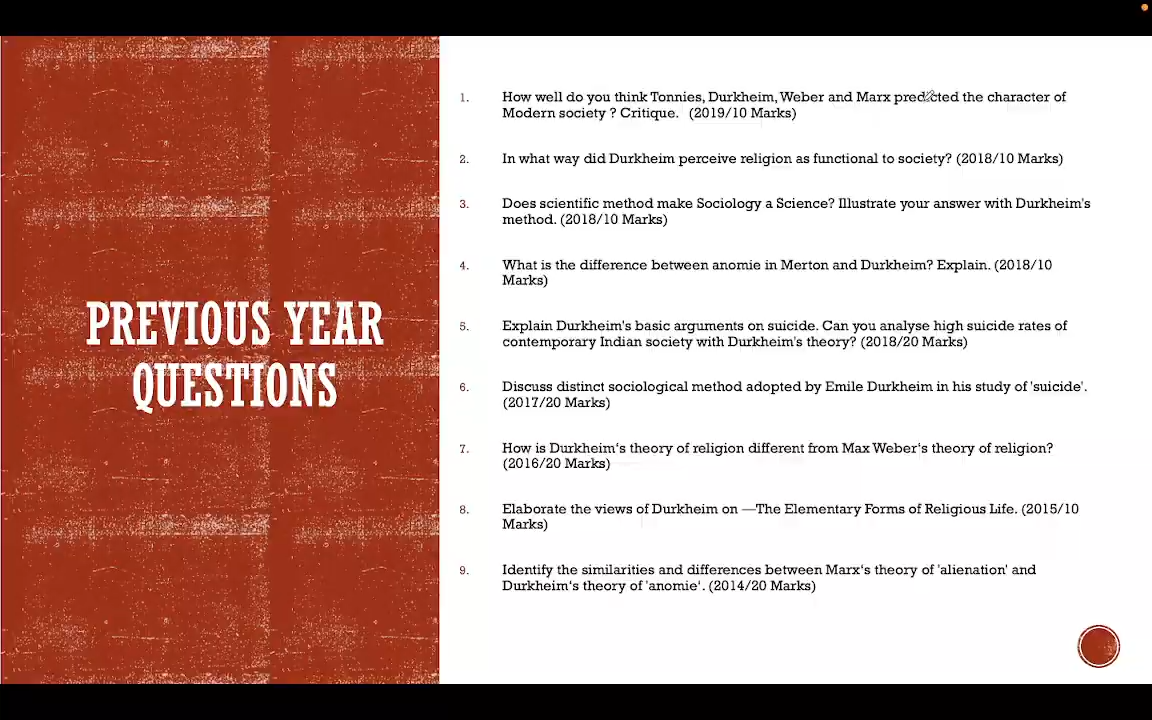 PREVIOUS YEAR
QUESTIONS
1. How well do you think Tonnies, Durkheim, Weber and Marx predicted the character of
Modern society ? Critique. (2019/10 Marks)
2. In what way did Durkheim perceive religion as functional to society? (2018/10 Marks)
3. Does scientific method make Sociology a Science? Illustrate your answer with Durkheim's
method. (2018/10 Marks)
4. What is the difference between anomie in Merton and Durkheim? Explain. (2018/10
Marks)
5. Explain Durkheim's basic arguments on suicide. Can you analyse high suicide rates of
contemporary Indian society with Durkheim's theory? (2018/20 Marks)
6. Discuss distinct sociological method adopted by Emile Durkheim in his study of 'suicide'.
(2017/20 Marks)
7. How is Durkheim‘s theory of religion different from Max Weber‘s theory of religion?
(2016/20 Marks)
8. Elaborate the views of Durkheim on ―The Elementary Forms of Religious Life. (2015/10
Marks)
9. Identify the similarities and differences between Marx‘s theory of 'alienation' and
Durkheim‘s theory of 'anomie‘. (2014/20 Marks)